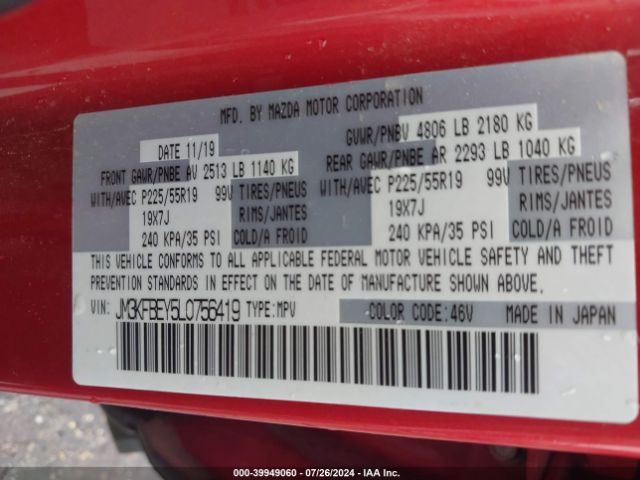 MFD. BY MAZDA MOTOR CORPORATION
DATE 11/19 GVWR/PNBV 4806 LB 2180 KG
FRONT GAWR/PNBE AV 2513 LB 1140 KG REAR GAWR/PNBE AR 2293 LB 1040 KG
WITH/AVEC P225/55R19 99V TIRES/PNEUS WITH/AVEC P225/55R19 99V TIRES/PNEUS
19X7J RIMS/JANTES 19X7J RIMS/JANTES
240 KPA/35 PSI COLD/A FROID 240 KPA/35 PSI COLD/A FROID
THIS VEHICLE CONFORMS TO ALL APPLICABLE FEDERAL MOTOR VEHICLE SAFETY AND THEFT
PREVENTION STANDARDS IN EFFECT ON THE DATE OF MANUFACTURE SHOWN ABOVE.
VIN: JM3KFBEY5L0756419 TYPE:MPV COLOR CODE:46V MADE IN JAPAN
000-39949060 - 07/26/2024 - IAA Inc.